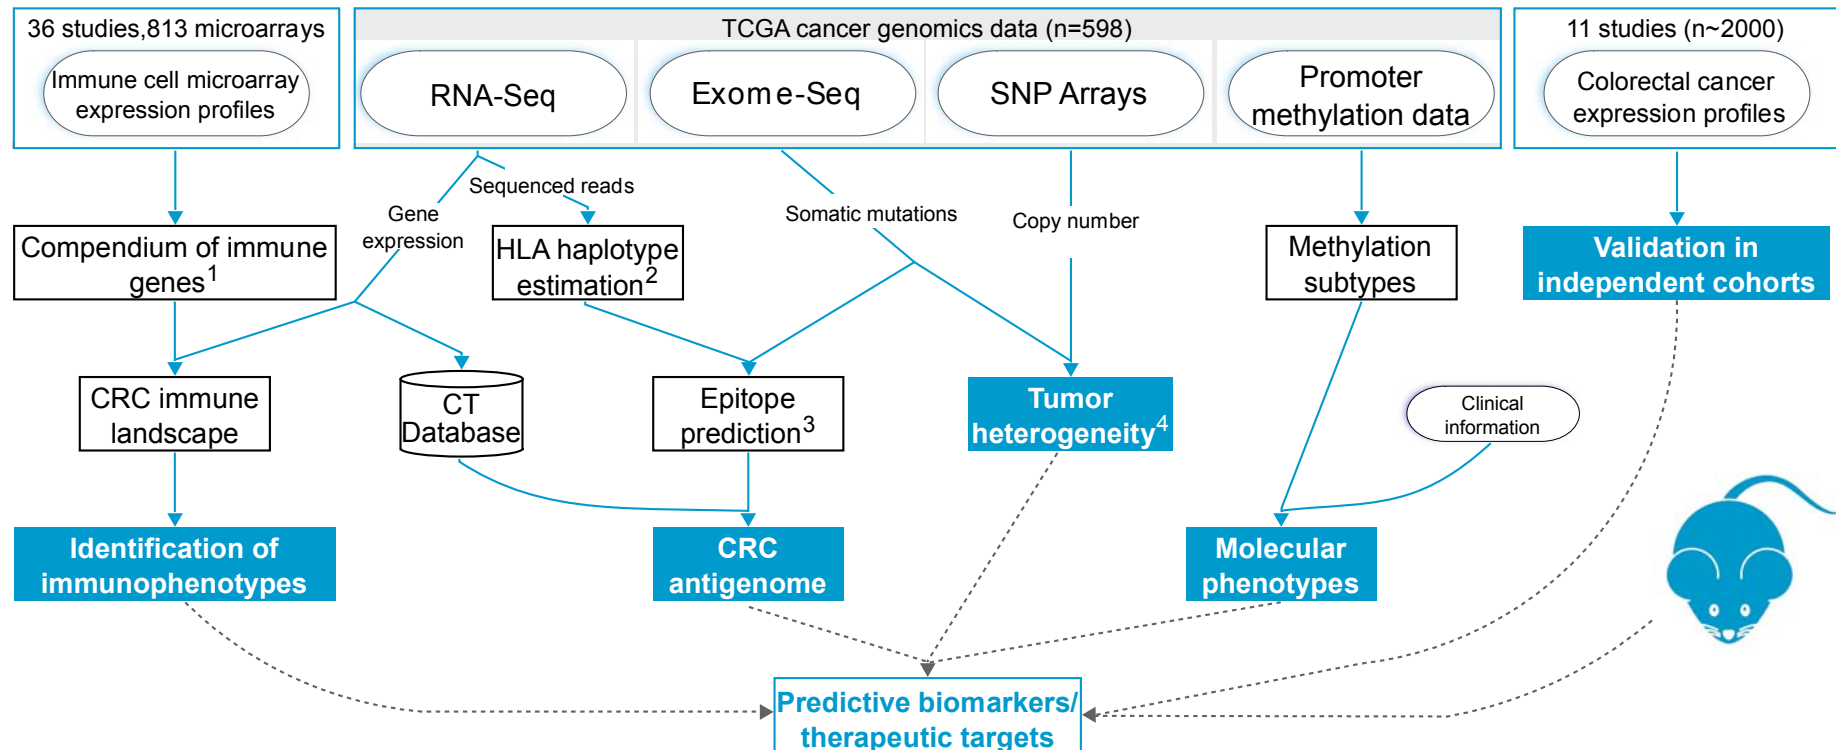 36 studies,813 microarrays
Immune cell microarray
expression profiles
TCGA cancer genomics data (n=598)
RNA-Seq
Exome-Seq
SNP Arrays
Promoter
methylation data
11 studies (n~2000)
Colorectal cancer
expression profiles
Sequenced reads
Gene
expression
Somatic mutations
Copy number
Compendium of immune
genes1
HLA haplotype
estimation2
Methylation
subtypes
Validation in
independent cohorts
CRC immune
landscape
CT
Database
Epitope
prediction3
Tumor
heterogeneity4
Clinical
information
Identification of
immunophenotypes
CRC
antigenome
Molecular
phenotypes
Predictive biomarkers/
therapeutic targets